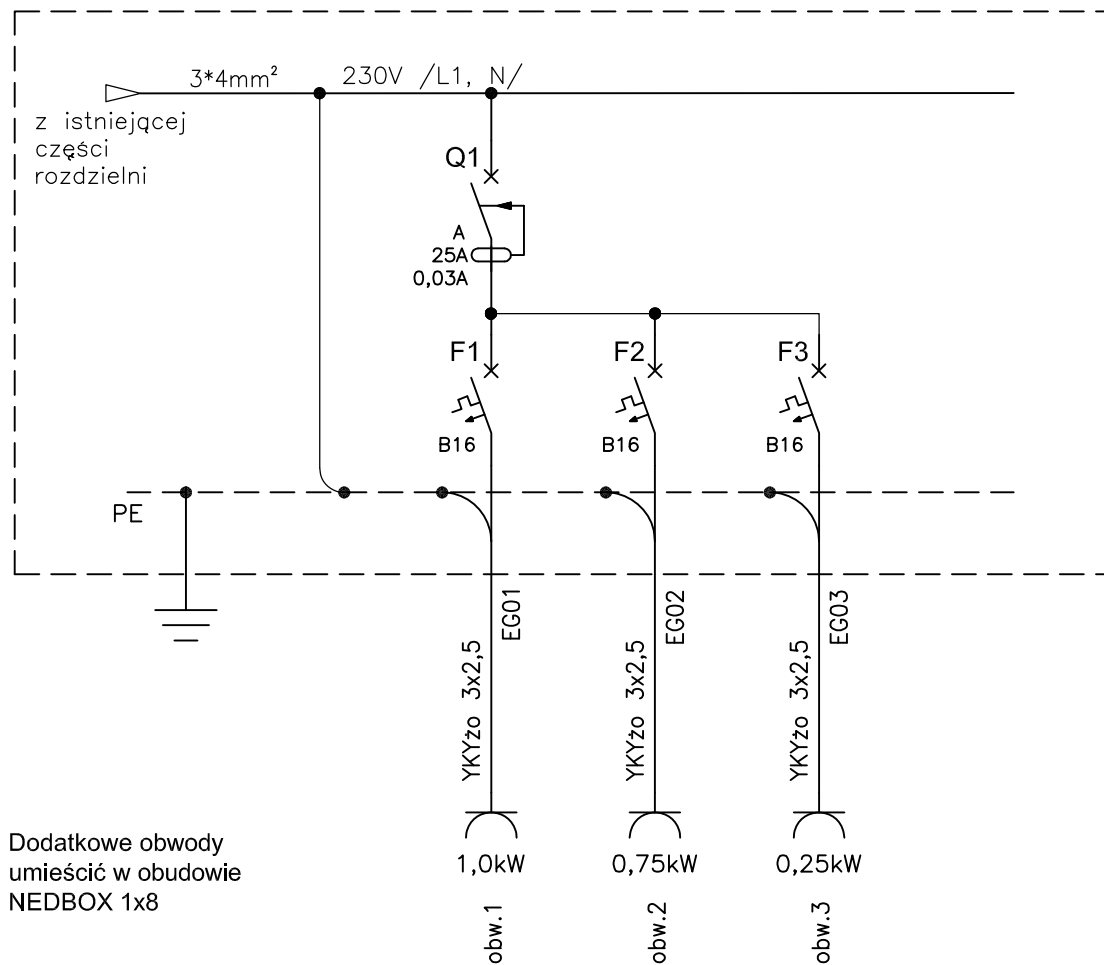 3*4mm²
230V /L1, N/
z istniejącej
części
rozdzielni
Q1
A
25A
0,03A
F1
F2
F3
B16
B16
B16
PE
EG01
EG02
EG03
YKYżo 3x2,5
YKYżo 3x2,5
YKYżo 3x2,5
Dodatkowe obwody
umieścić w obudowie
NEDBOX 1x8
1,0kW
0,75kW
0,25kW
obw.1
obw.2
obw.3